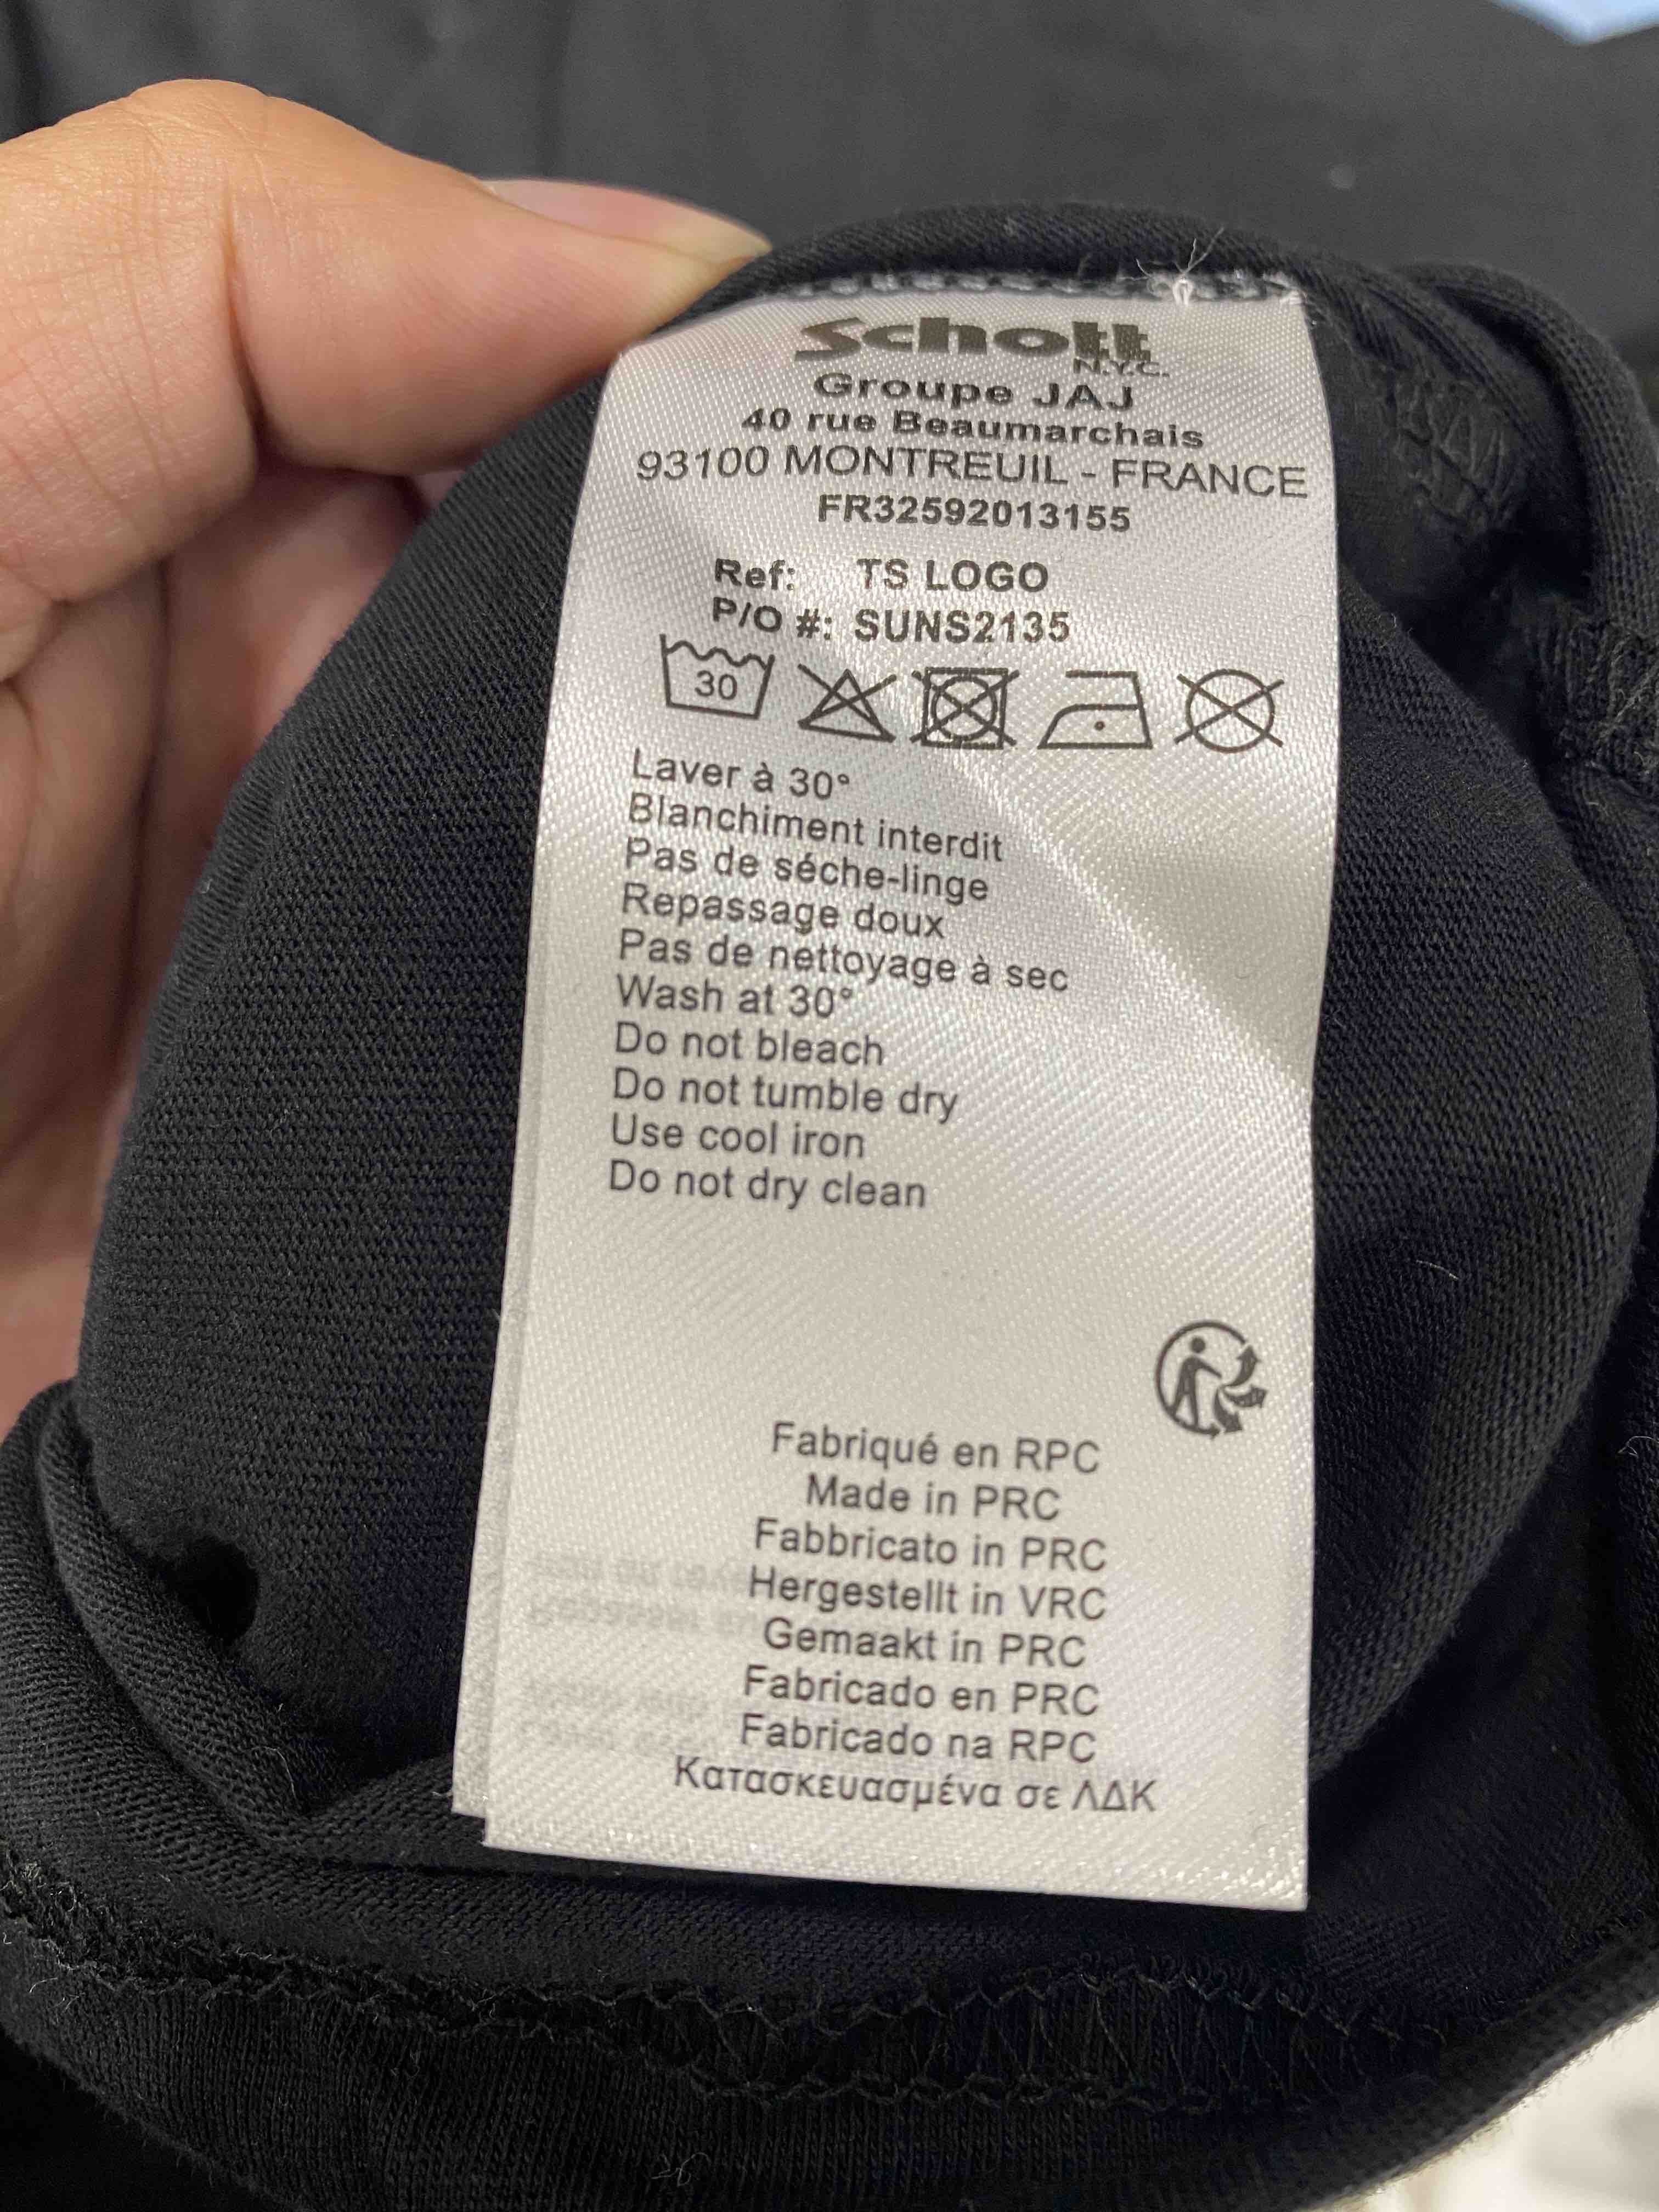 Schott
N.Y.C.
Groupe JAJ
40 rue Beaumarchais
93100 MONTREUIL - FRANCE
FR32592013155
Ref: TS LOGO
P/O #: SUNS2135
30
Laver à 30°
Blanchiment interdit
Pas de séche-linge
Repassage doux
Pas de nettoyage à sec
Wash at 30°
Do not bleach
Do not tumble dry
Use cool iron
Do not dry clean
Fabriqué en RPC
Made in PRC
Fabbricato in PRC
Hergestellt in VRC
Gemaakt in PRC
Fabricado en PRC
Fabricado na RPC
Κατασκευασμένα σε ΛΔΚ